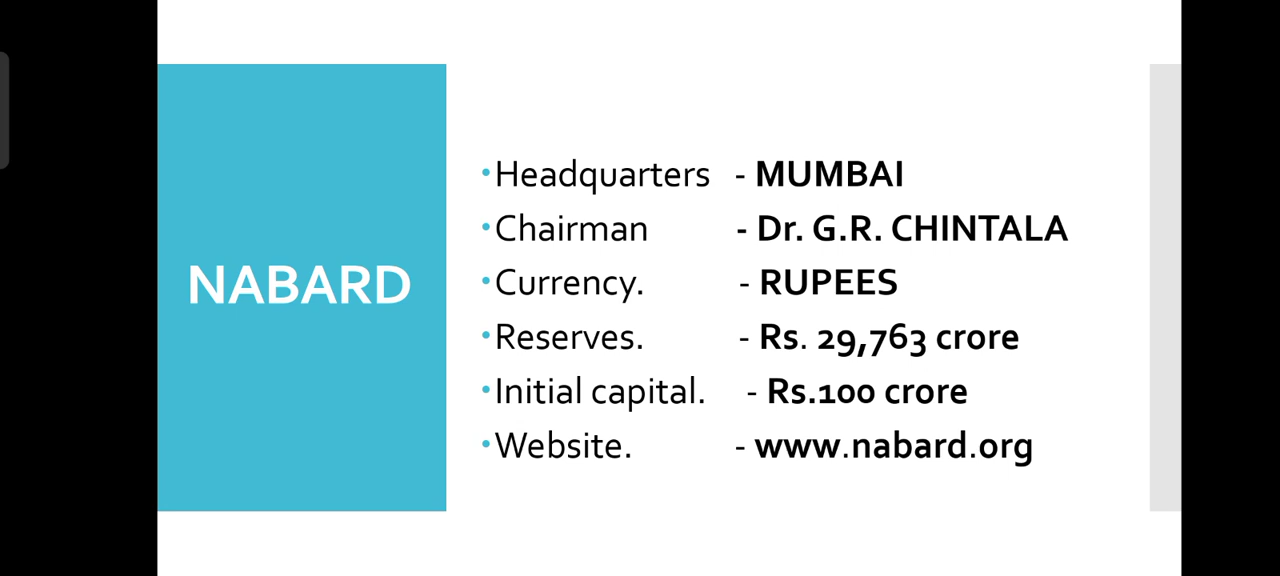 NABARD
•Headquarters - MUMBAI
•Chairman - Dr. G.R. CHINTALA
•Currency. - RUPEES
•Reserves. - Rs. 29,763 crore
•Initial capital. - Rs.100 crore
•Website. - www.nabard.org